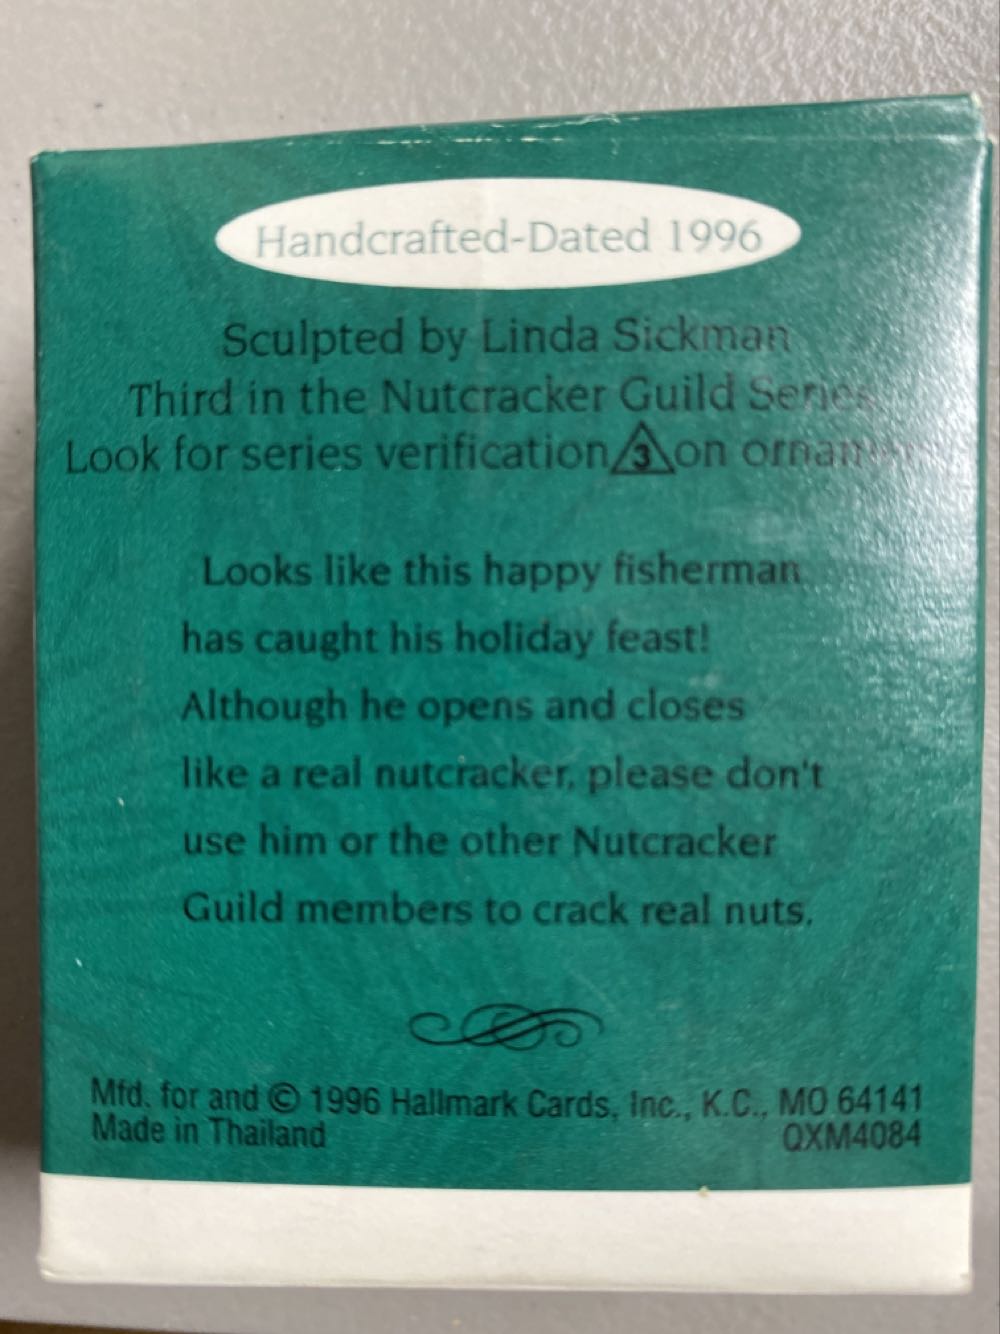 Handcrafted-Dated 1996
Sculpted by Linda Sickman
Third in the Nutcracker Guild Series
Look for series verification 3 on ornament
Looks like this happy fisherman
has caught his holiday feast!
Although he opens and closes
like a real nutcracker, please don't
use him or the other Nutcracker
Guild members to crack real nuts.
Mfd. for and © 1996 Hallmark Cards, Inc., K.C., MO 64141
Made in Thailand
QXM4084